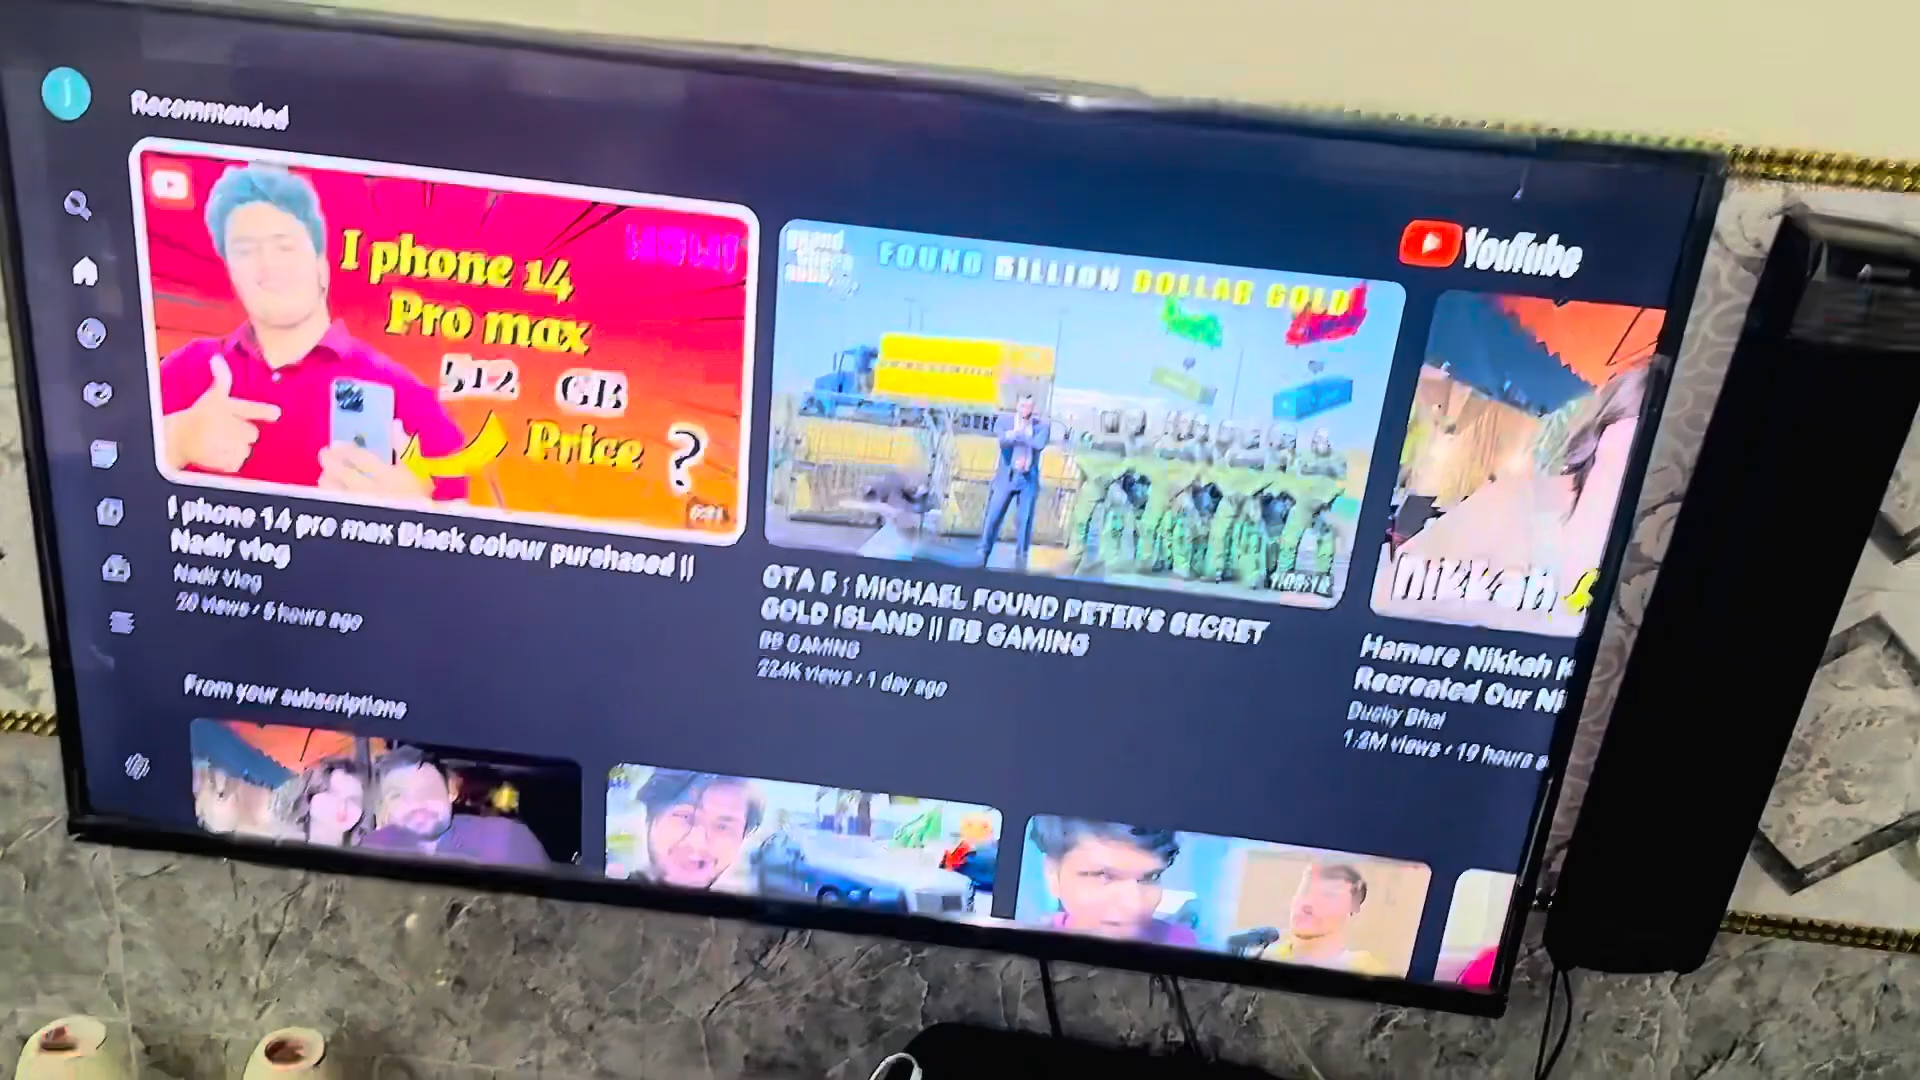 Recommended
I phone 14
Pro max
512 GB
Price ?
I phone 14 pro max Black colour purchased ||
Nadir vlog
Nadir Vlog
20 views • 5 hours ago
FOUND BILLION DOLLAR GOLD
GTA 5 : MICHAEL FOUND PETER'S SECRET
GOLD ISLAND || BB GAMING
BB GAMING
224K views • 1 day ago
YouTube
nikkah
Hamare Nikkah K
Recreated Our Ni
Ducky Bhai
1.2M views • 19 hours a
From your subscriptions